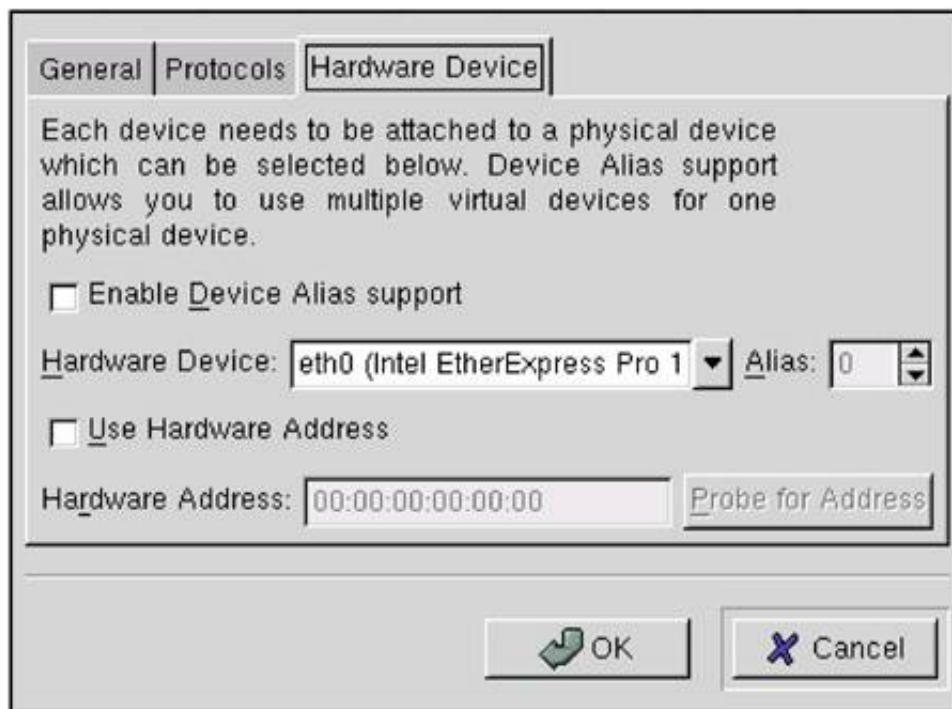 General Protocols Hardware Device
Each device needs to be attached to a physical device
which can be selected below. Device Alias support
allows you to use multiple virtual devices for one
physical device.
Enable Device Alias support
Hardware Device: eth0 (Intel EtherExpress Pro 1 Alias: 0
Use Hardware Address
Hardware Address: 00:00:00:00:00:00 Probe for Address
OK Cancel